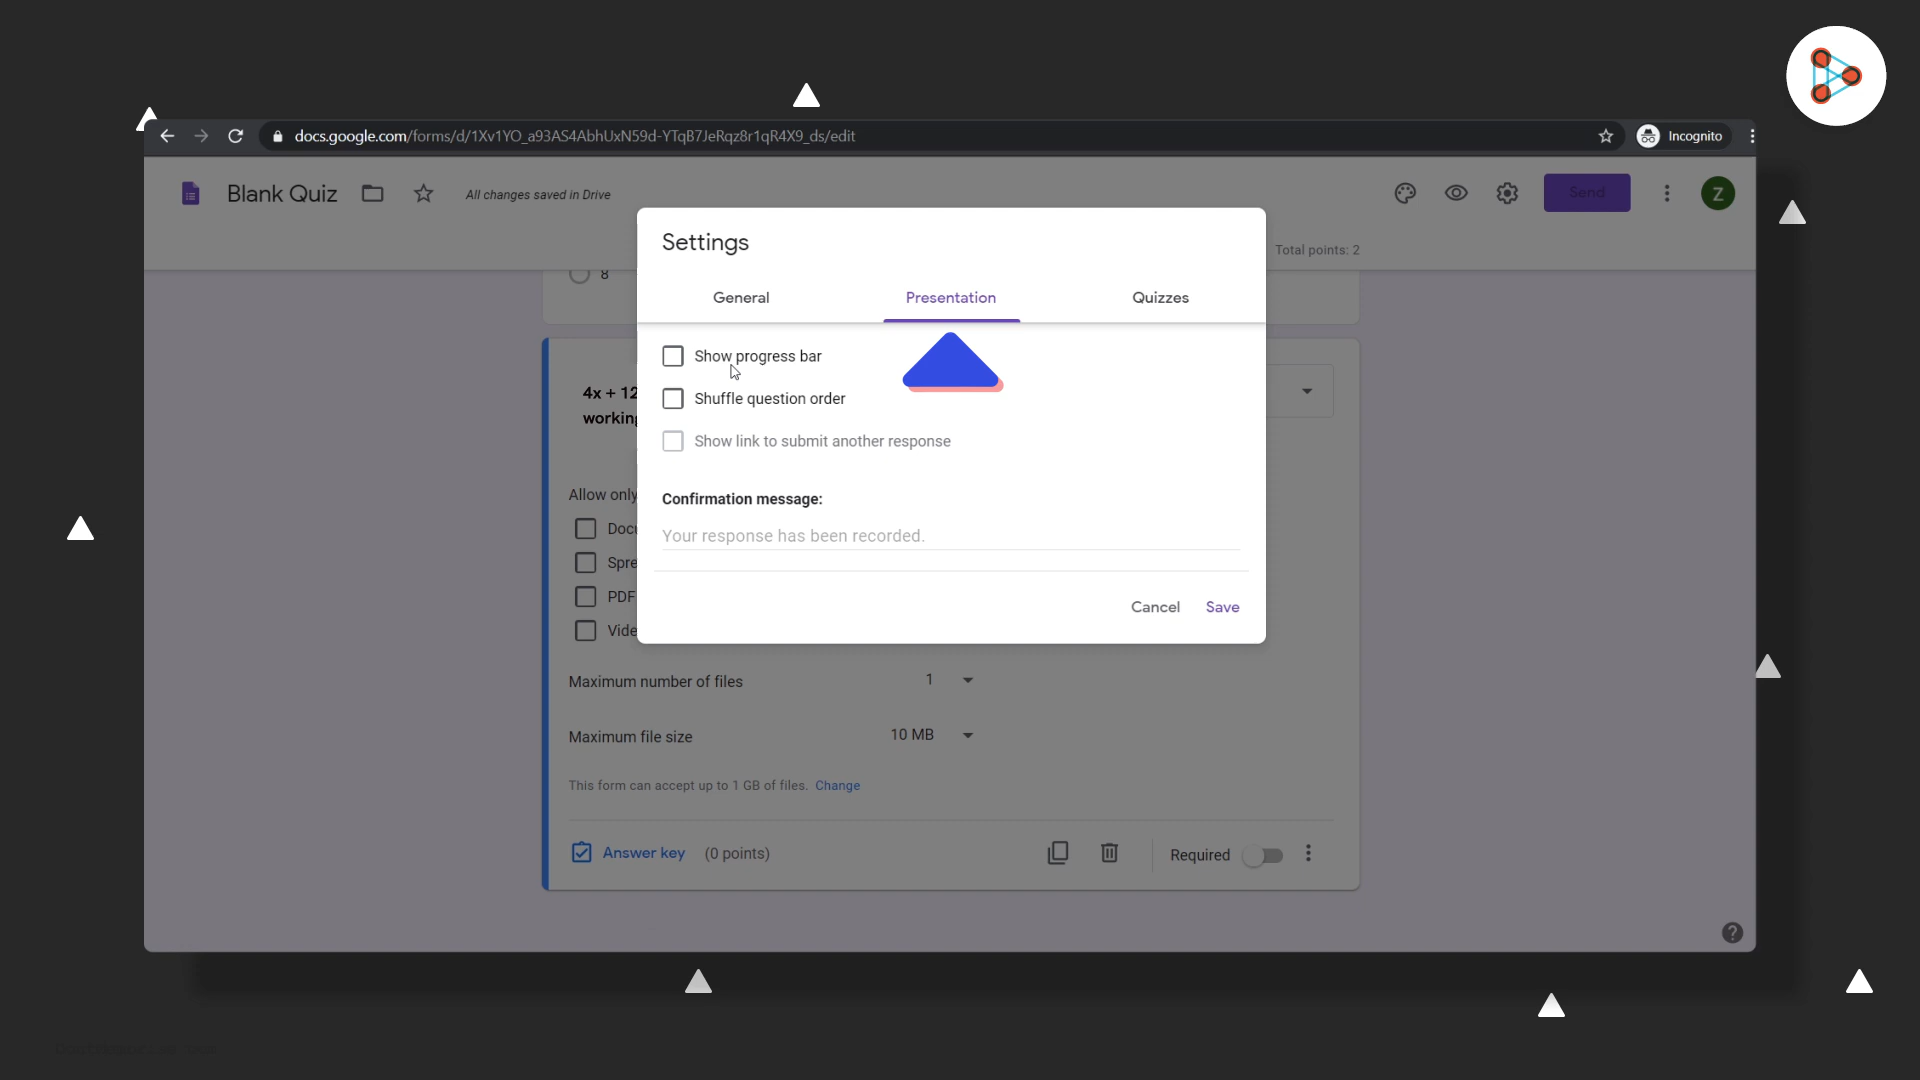 docs.google.com/forms/d/1Xv1YO_a93AS4AbhUxN59d-YTqB7JeRqz8r1qR4X9_ds/edit
Incognito
Blank Quiz
All changes saved in Drive
Send
Z
Total points: 2
8
Settings
General
Presentation
Quizzes
Show progress bar
Shuffle question order
Show link to submit another response
Confirmation message:
Your response has been recorded.
Cancel
Save
4x + 12
working
Allow only
Docu
Spre
PDF
Vide
Maximum number of files
1
Maximum file size
10 MB
This form can accept up to 1 GB of files. Change
Answer key
(0 points)
Required